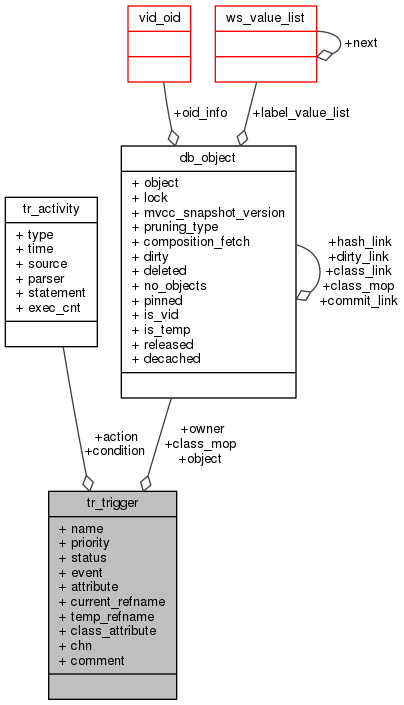 vid_oid
ws_value_list
+next
+oid_info
+label_value_list
db_object
+ object
+ lock
+ mvcc_snapshot_version
+ pruning_type
+ composition_fetch
+ dirty
+ deleted
+ no_objects
+ pinned
+ is_vid
+ is_temp
+ released
+ decached
+hash_link
+dirty_link
+class_link
+class_mop
+commit_link
tr_activity
+ type
+ time
+ source
+ parser
+ statement
+ exec_cnt
+action
+condition
+owner
+class_mop
+object
tr_trigger
+ name
+ priority
+ status
+ event
+ attribute
+ current_refname
+ temp_refname
+ class_attribute
+ chn
+ comment